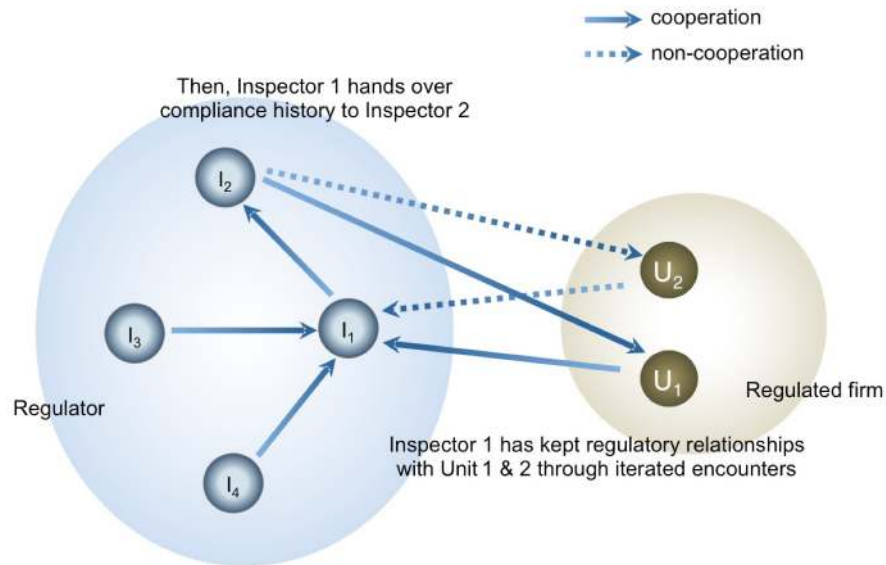 cooperation
non-cooperation
Then, Inspector 1 hands over
compliance history to Inspector 2
I₂
U₂
I₃
I₁
U₁
Regulated firm
Regulator
Inspector 1 has kept regulatory relationships
with Unit 1 & 2 through iterated encounters
I₄